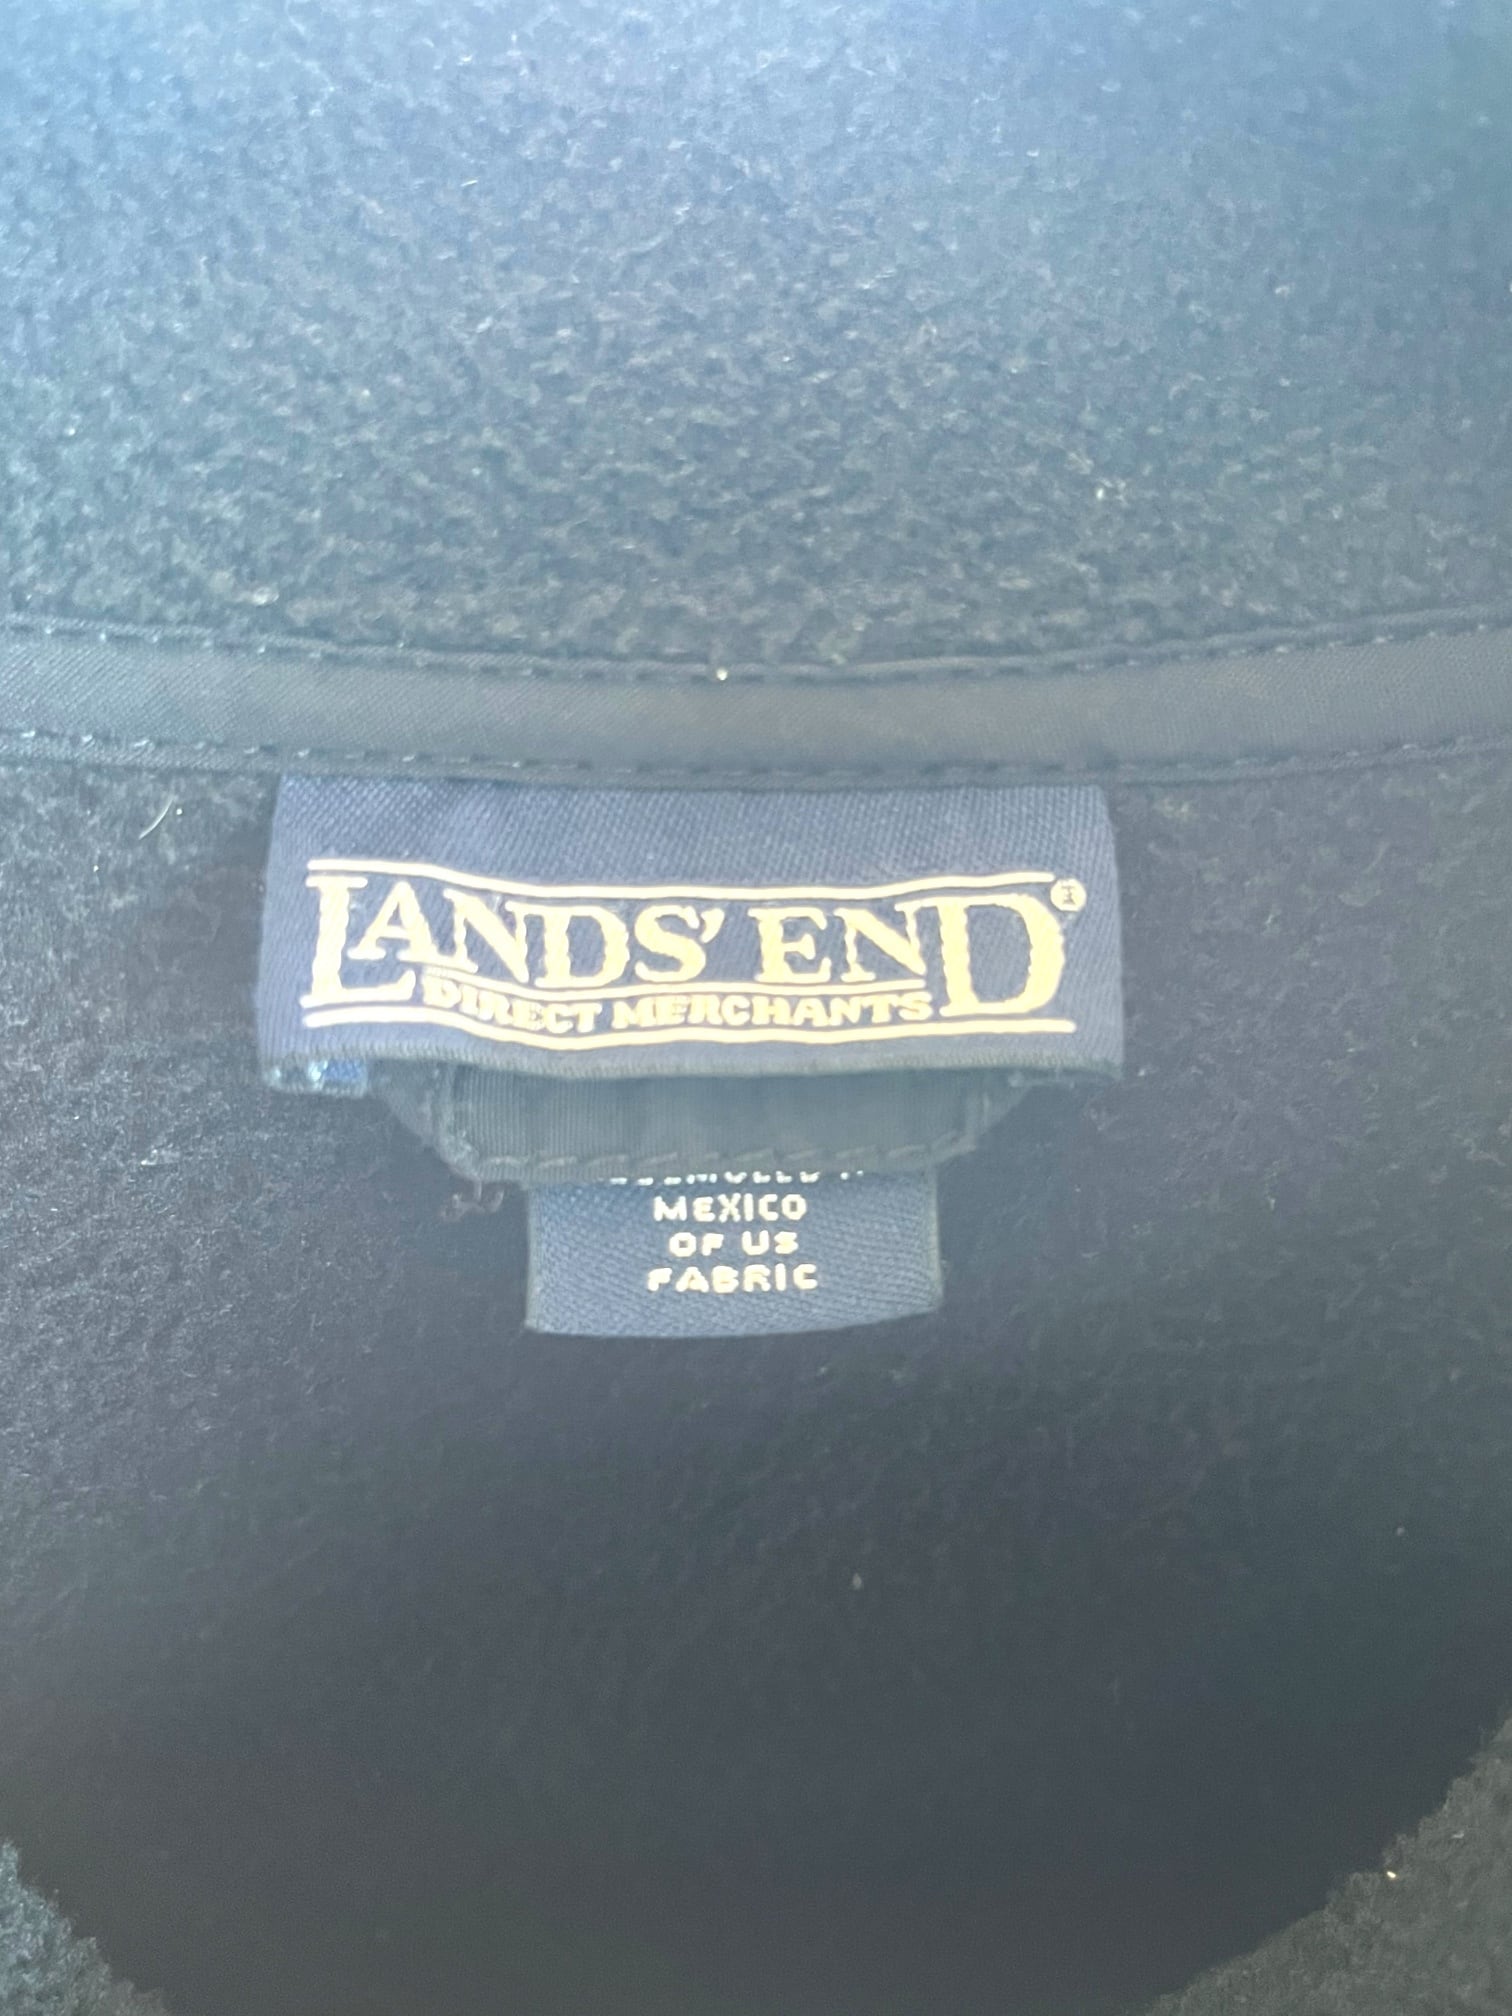 LANDS' END®
DIRECT MERCHANTS
MEXICO
OF US
FABRIC